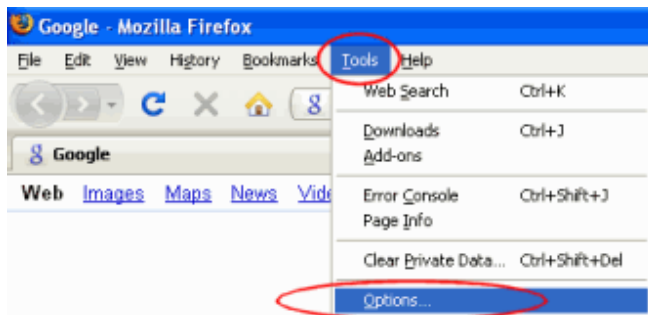 Google - Mozilla Firefox
File Edit View History Bookmarks Tools Help
Web Search Ctrl+K
Downloads Ctrl+J
Add-ons
Google
Web Images Maps News
Error Console Ctrl+Shift+J
Page Info
Clear Private Data... Ctrl+Shift+Del
Options...